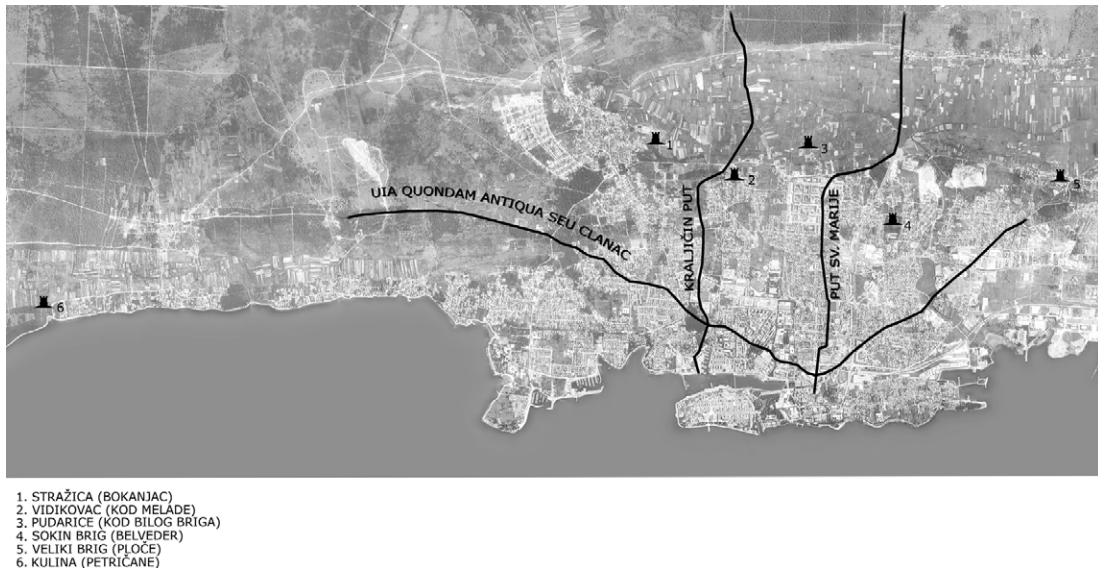 1
2
3
4
5
6
UIA QUONDAM ANTIQUA SEU CLANAC
KRALJIČIN PUT
PUT SV. MARIJE
1. STRAŽICA (BOKANJAC)
2. VIDIKOVAC (KOD MELADE)
3. PUDARICE (KOD BILOG BRIGA)
4. SOKIN BRIG (BELVEDER)
5. VELIKI BRIG (PLOČE)
6. KULINA (PETRIČANE)